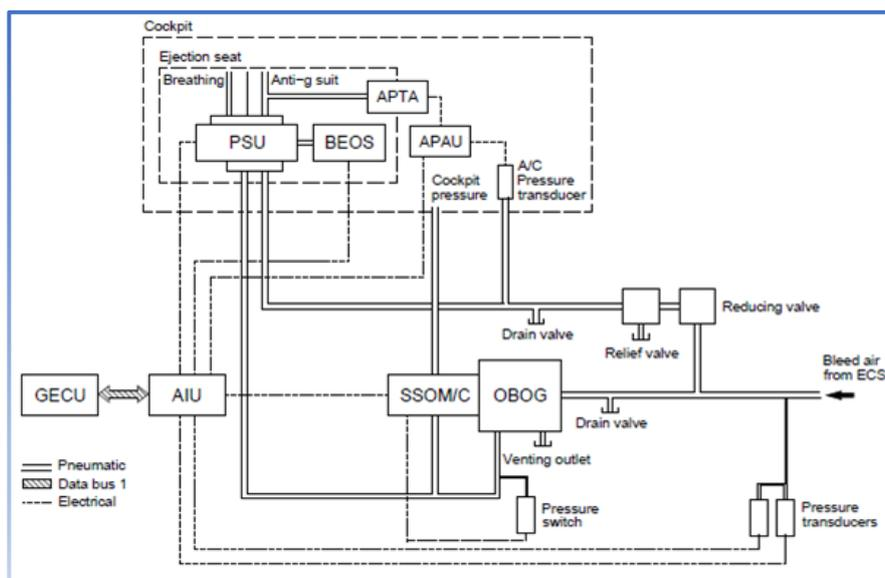 Cockpit
Ejection seat
Breathing
Anti-g suit
APTA
PSU
BEOS
APAU
A/C
Pressure
transducer
Cockpit
pressure
Reducing valve
Drain valve
Relief valve
Bleed air
from ECS
GECU
AIU
SSOM/C
OBOG
Drain valve
Venting outlet
Pneumatic
Data bus 1
Electrical
Pressure
switch
Pressure
transducers